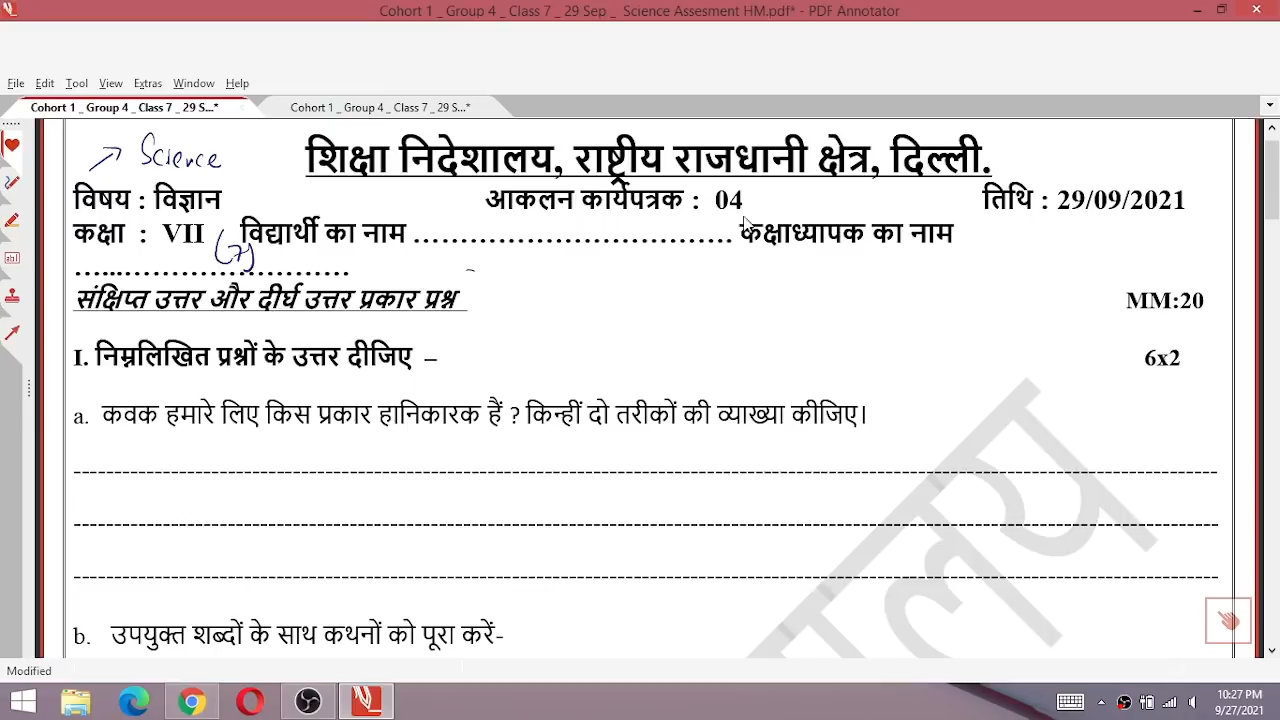 Cohort 1 _ Group 4 _ Class 7 _ 29 Sep _ Science Assesment HM.pdf* - PDF Annotator
File Edit Tool View Extras Window Help
Cohort 1 _ Group 4 _ Class 7 _ 29 S...* Cohort 1 _ Group 4 _ Class 7 _ 29 S...*
→ Science
शिक्षा निदेशालय, राष्ट्रीय राजधानी क्षेत्र, दिल्ली.
विषय : विज्ञान आकलन कार्यपत्रक : 04 तिथि : 29/09/2021
कक्षा : VII विद्यार्थी का नाम ………………………………. कक्षाध्यापक का नाम
(7)
…...……………………
संक्षिप्त उत्तर और दीर्घ उत्तर प्रकार प्रश्न MM:20
I. निम्नलिखित प्रश्नों के उत्तर दीजिए – 6x2
a. कवक हमारे लिए किस प्रकार हानिकारक हैं ? किन्हीं दो तरीकों की व्याख्या कीजिए।
b. उपयुक्त शब्दों के साथ कथनों को पूरा करें-
Modified
10:27 PM
9/27/2021